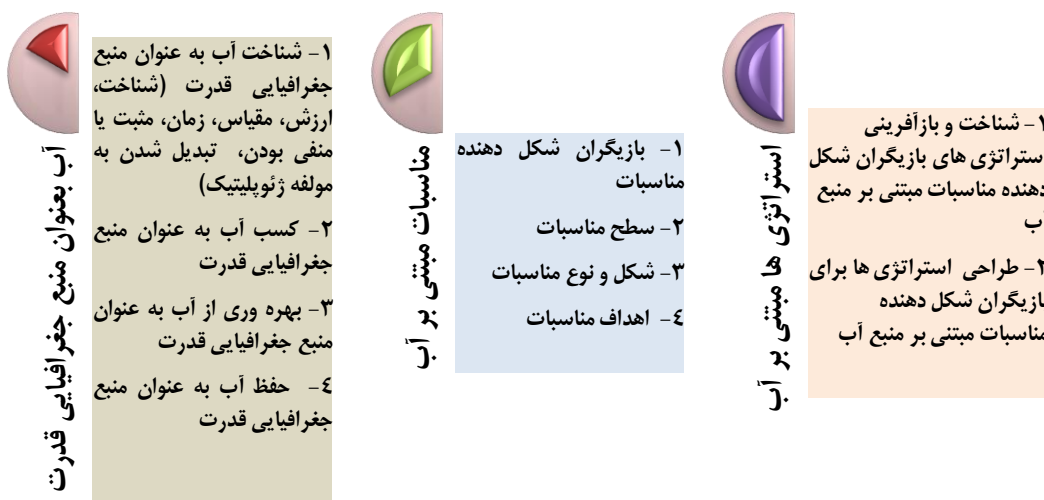 آب بعنوان منبع جغرافیایی قدرت
۱- شناخت آب به عنوان منبع
جغرافیایی قدرت (شناخت،
ارزش، مقیاس، زمان، مثبت یا
منفی بودن، تبدیل شدن به
مولفه ژئوپلیتیک)
۲- کسب آب به عنوان منبع
جغرافیایی قدرت
۳- بهره وری از آب به عنوان
منبع جغرافیایی قدرت
٤- حفظ آب به عنوان منبع
جغرافیایی قدرت
مناسبات مبتنی بر آب
۱- بازیگران شکل دهنده
مناسبات
۲- سطح مناسبات
۳- شکل و نوع مناسبات
٤- اهداف مناسبات
استراتژی ها مبتنی بر آب
۱- شناخت و بازآفرینی
استراتژی های بازیگران شکل
دهنده مناسبات مبتنی بر منبع
آب
۲- طراحی استراتژی ها برای
بازیگران شکل دهنده
مناسبات مبتنی بر منبع آب